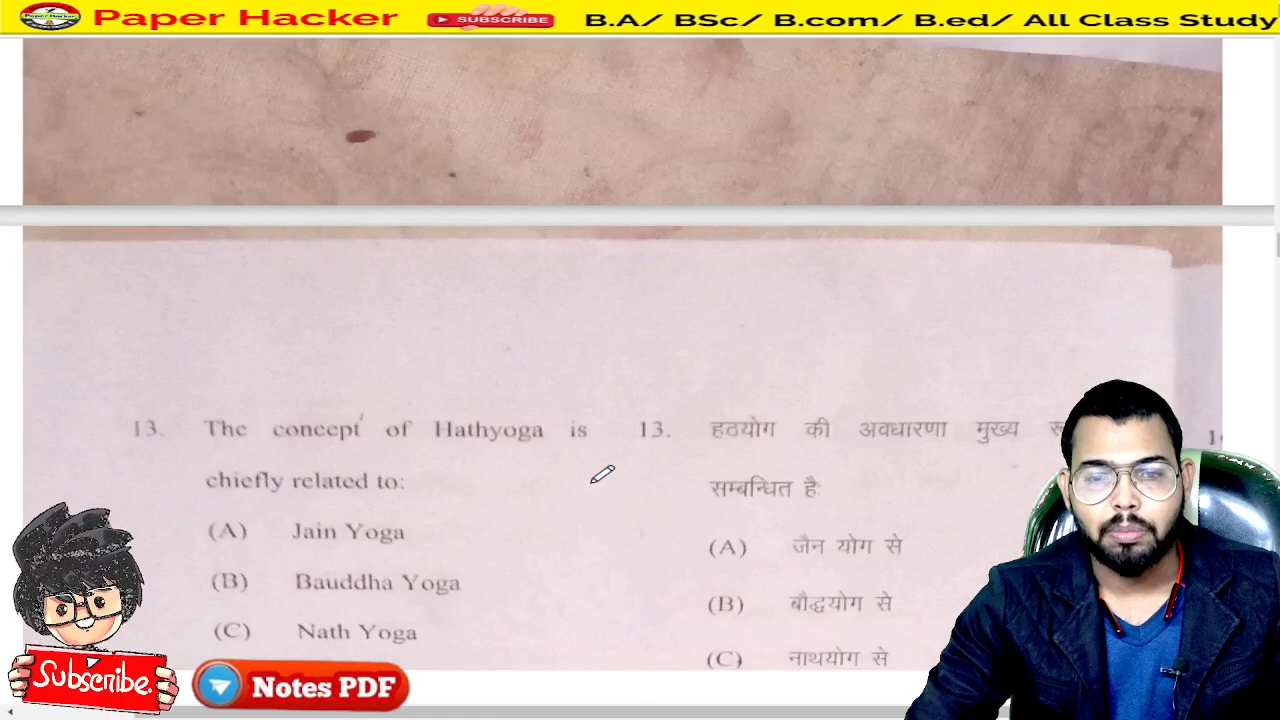 Paper Hacker
SUBSCRIBE
B.A/ BSc/ B.com/ B.ed/ All Class Study
13. The concept of Hathyoga is
chiefly related to:
(A) Jain Yoga
(B) Bauddha Yoga
(C) Nath Yoga
13. हठयोग की अवधारणा मुख्य
सम्बन्धित है:
(A) जैन योग से
(B) बौद्धयोग से
(C) नाथयोग से
Subscribe.
Notes PDF